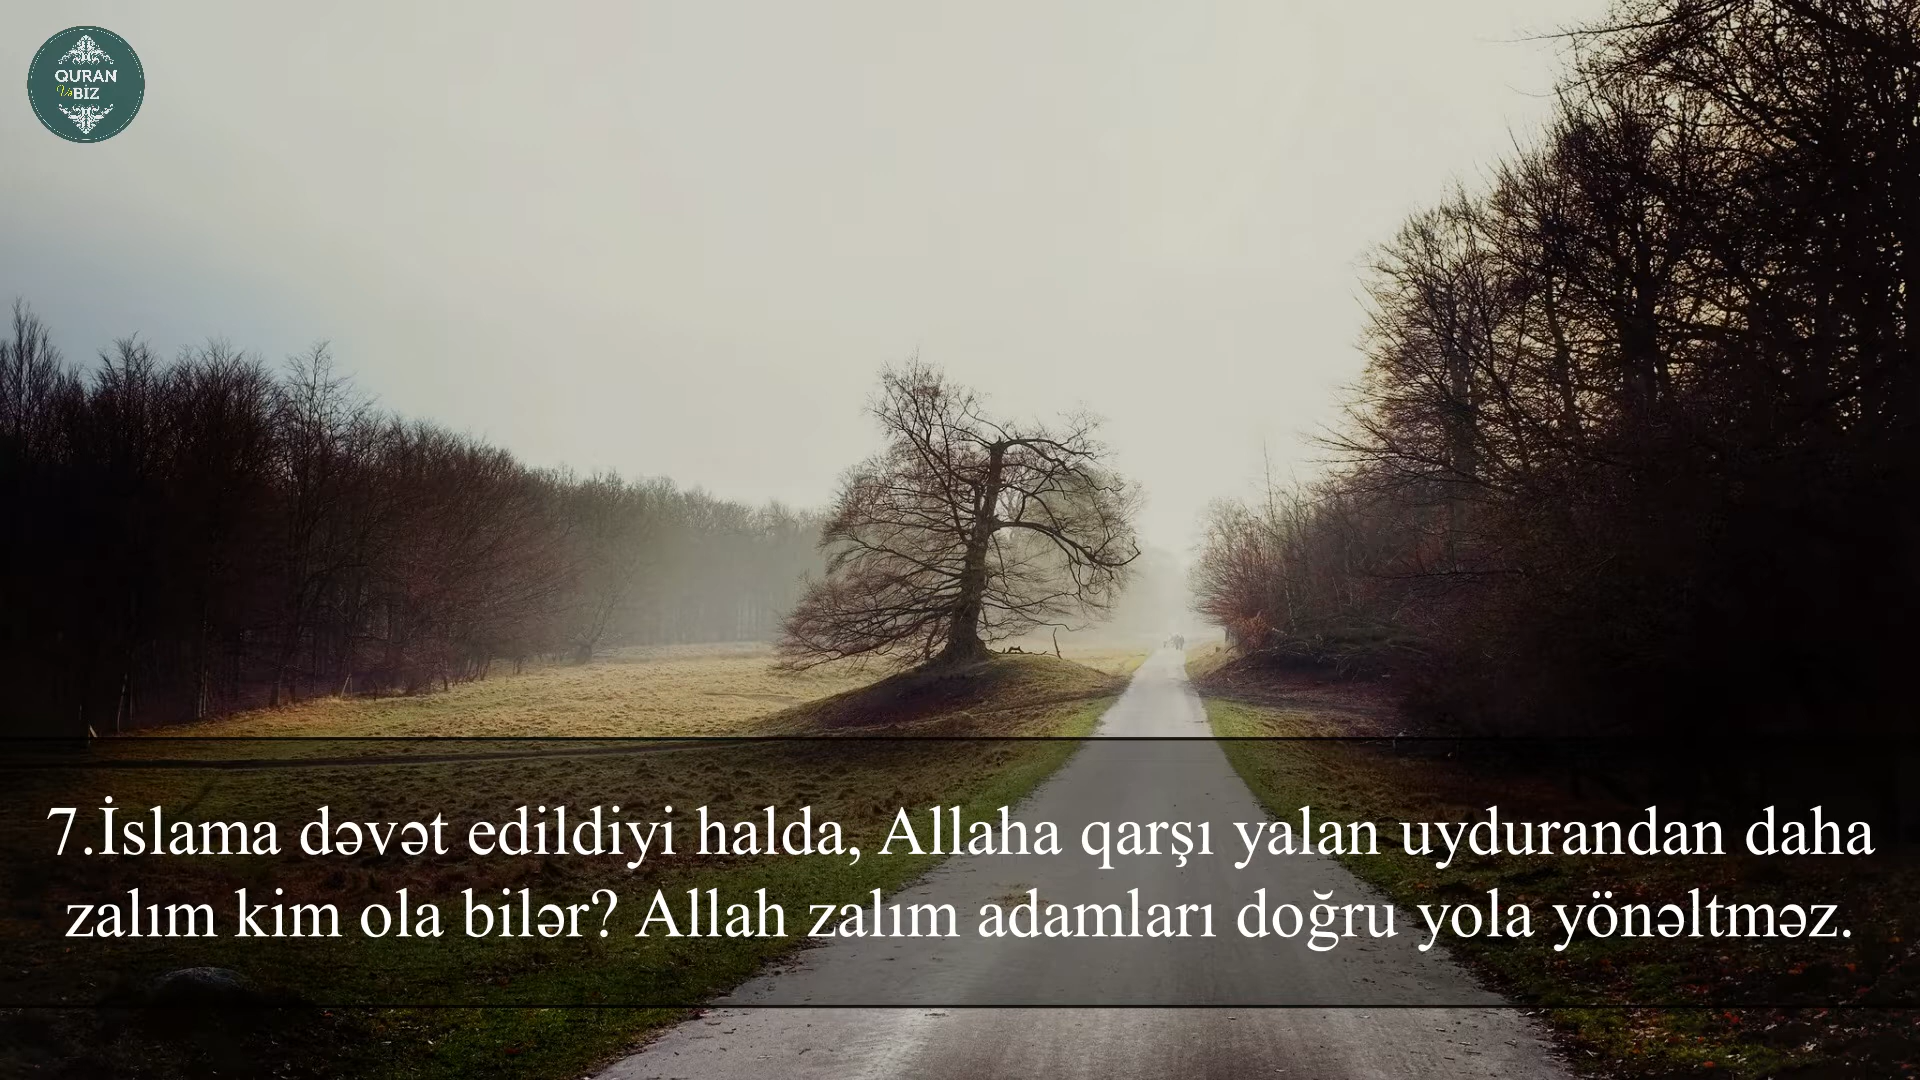 QURAN
Və BİZ
7.İslama dəvət edildiyi halda, Allaha qarşı yalan uydurandan daha
zalım kim ola bilər? Allah zalım adamları doğru yola yönəltməz.